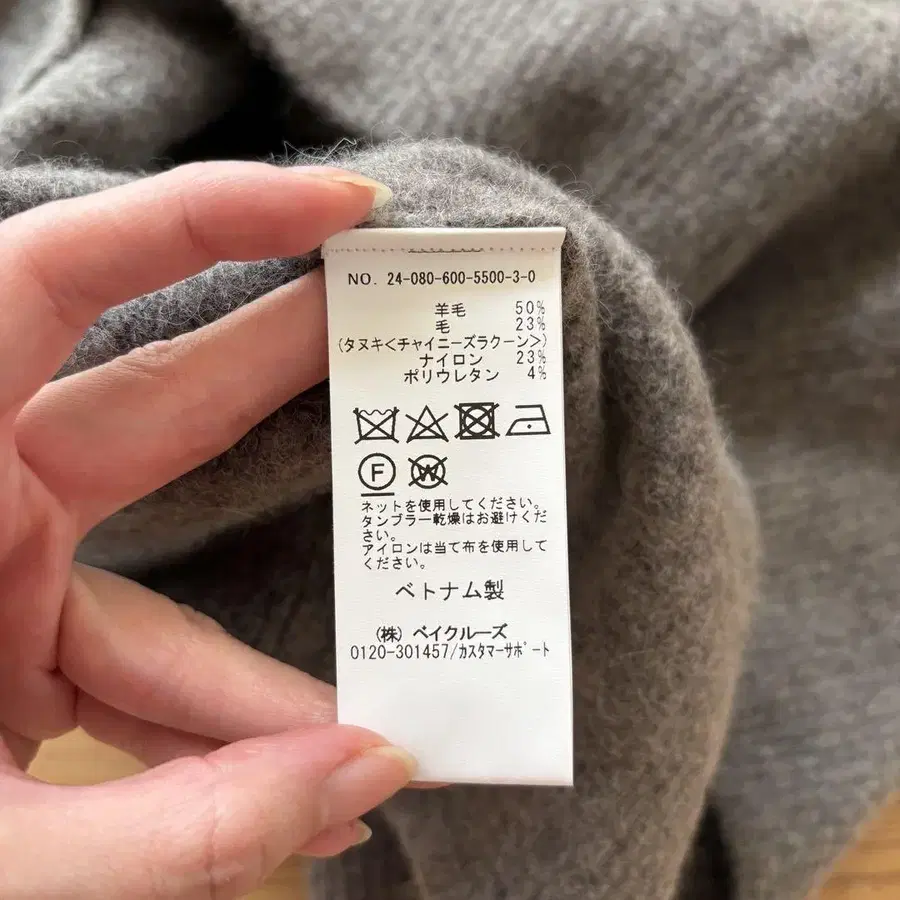 NO. 24-080-600-5500-3-0
羊毛 50%
毛 23%
(タヌキ<チャイニーズラクーン>)
ナイロン 23%
ポリウレタン 4%
F
W
ネットを使用してください。
タンブラー乾燥はお避けくだ
さい。
アイロンは当て布を使用して
ください。
ベトナム製
(株) ベイクルーズ
0120-301457/カスタマーサポート